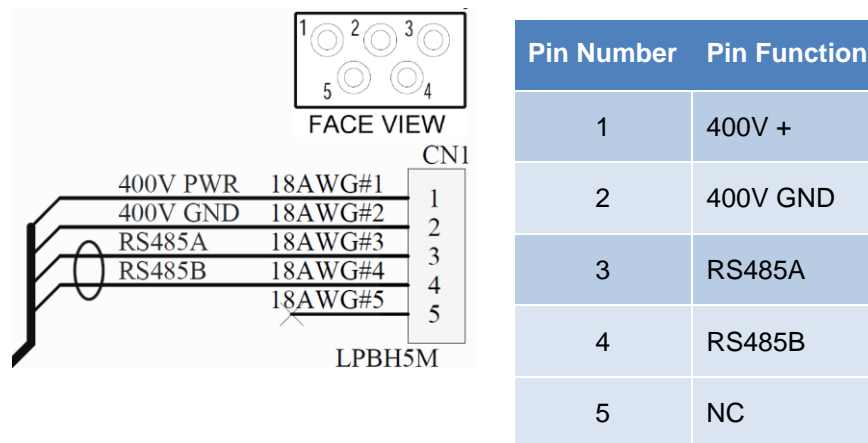 1 2 3
5 4
FACE VIEW
CN1
400V PWR 18AWG#1 1
400V GND 18AWG#2 2
RS485A 18AWG#3 3
RS485B 18AWG#4 4
18AWG#5 5
LPBH5M
Pin Number Pin Function
1 400V +
2 400V GND
3 RS485A
4 RS485B
5 NC